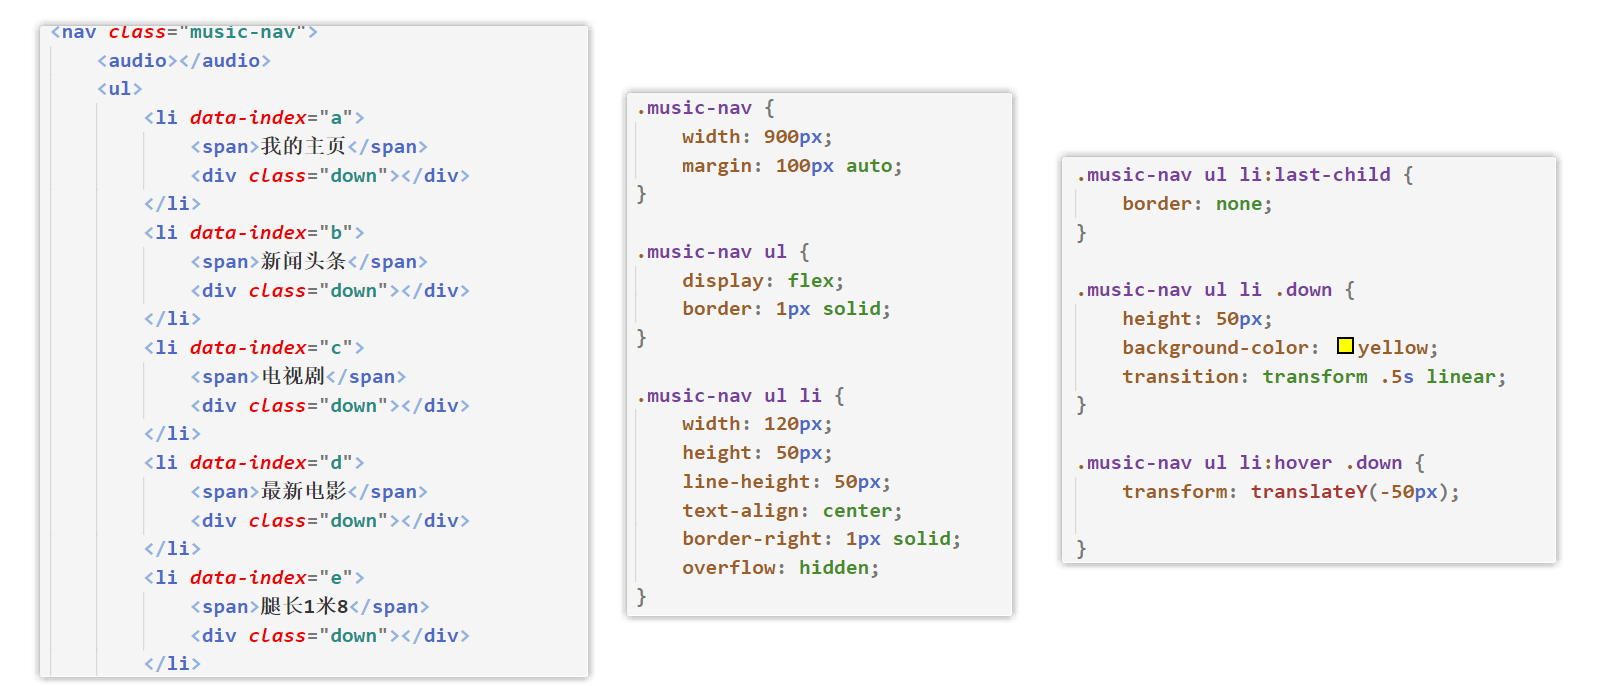 <nav class="music-nav">
<audio></audio>
<ul>
<li data-index="a">
<span>我的主页</span>
<div class="down"></div>
</li>
<li data-index="b">
<span>新闻头条</span>
<div class="down"></div>
</li>
<li data-index="c">
<span>电视剧</span>
<div class="down"></div>
</li>
<li data-index="d">
<span>最新电影</span>
<div class="down"></div>
</li>
<li data-index="e">
<span>腿长1米8</span>
<div class="down"></div>
</li>
.music-nav {
width: 900px;
margin: 100px auto;
}
.music-nav ul {
display: flex;
border: 1px solid;
}
.music-nav ul li {
width: 120px;
height: 50px;
line-height: 50px;
text-align: center;
border-right: 1px solid;
overflow: hidden;
}
.music-nav ul li:last-child {
border: none;
}
.music-nav ul li .down {
height: 50px;
background-color: yellow;
transition: transform .5s linear;
}
.music-nav ul li:hover .down {
transform: translateY(-50px);
}